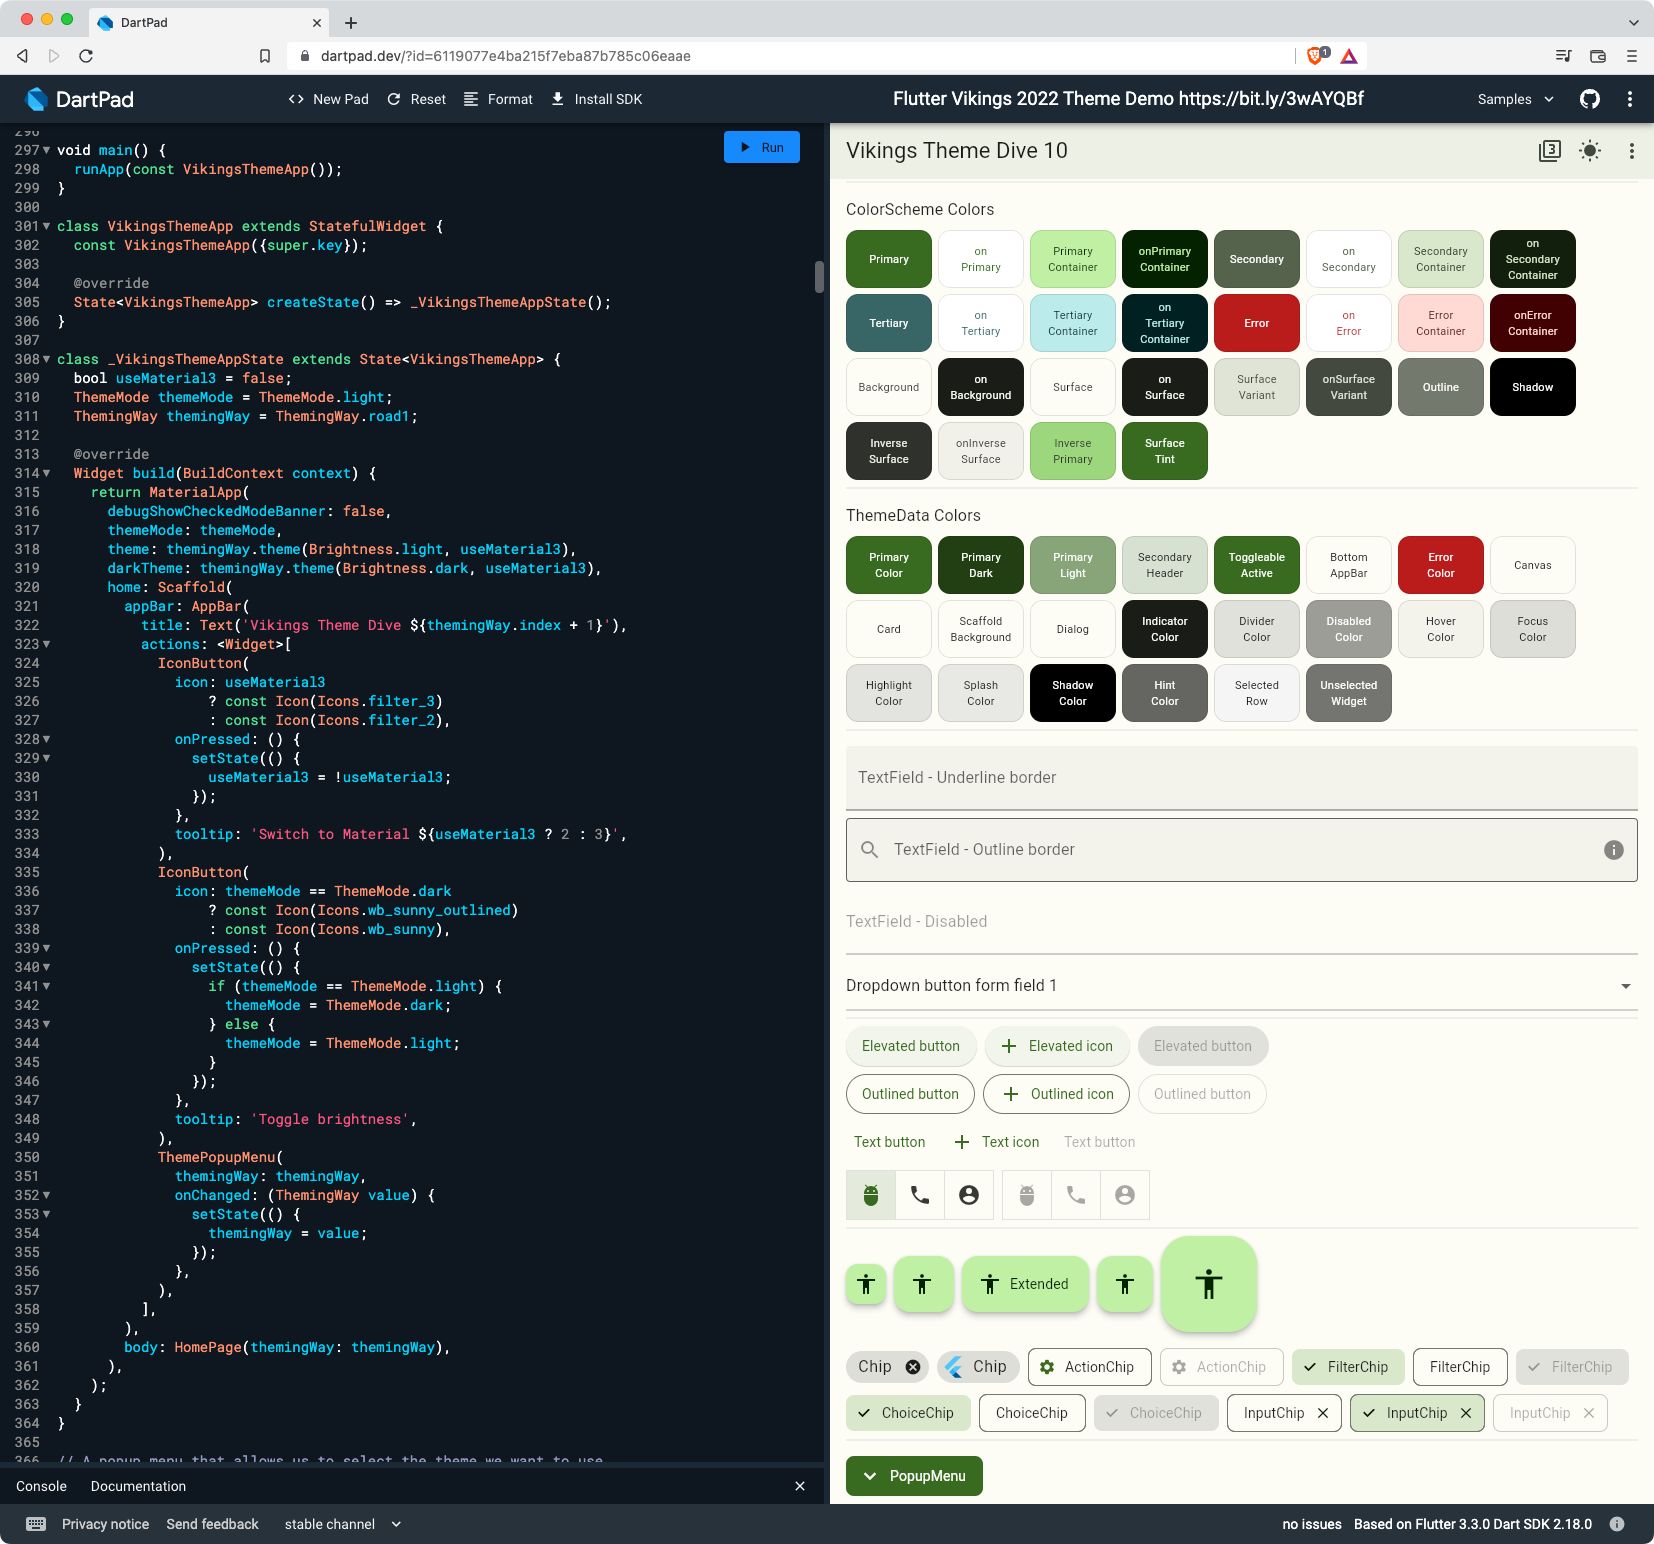 DartPad
dartpad.dev/?id=6119077e4ba215f7eba87b785c06eaae
1
DartPad
New Pad
Reset
Format
Install SDK
Flutter Vikings 2022 Theme Demo https://bit.ly/3wAYQBf
Samples
Run
296
297 void main() {
298   runApp(const VikingsThemeApp());
299 }
300
301 class VikingsThemeApp extends StatefulWidget {
302   const VikingsThemeApp({super.key});
303
304   @override
305   State<VikingsThemeApp> createState() => _VikingsThemeAppState();
306 }
307
308 class _VikingsThemeAppState extends State<VikingsThemeApp> {
309   bool useMaterial3 = false;
310   ThemeMode themeMode = ThemeMode.light;
311   ThemingWay themingWay = ThemingWay.road1;
312
313   @override
314   Widget build(BuildContext context) {
315     return MaterialApp(
316       debugShowCheckedModeBanner: false,
317       themeMode: themeMode,
318       theme: themingWay.theme(Brightness.light, useMaterial3),
319       darkTheme: themingWay.theme(Brightness.dark, useMaterial3),
320       home: Scaffold(
321         appBar: AppBar(
322           title: Text('Vikings Theme Dive ${themingWay.index + 1}'),
323           actions: <Widget>[
324             IconButton(
325               icon: useMaterial3
326                   ? const Icon(Icons.filter_3)
327                   : const Icon(Icons.filter_2),
328               onPressed: () {
329                 setState(() {
330                   useMaterial3 = !useMaterial3;
331                 });
332               },
333               tooltip: 'Switch to Material ${useMaterial3 ? 2 : 3}',
334             ),
335             IconButton(
336               icon: themeMode == ThemeMode.dark
337                   ? const Icon(Icons.wb_sunny_outlined)
338                   : const Icon(Icons.wb_sunny),
339               onPressed: () {
340                 setState(() {
341                   if (themeMode == ThemeMode.light) {
342                     themeMode = ThemeMode.dark;
343                   } else {
344                     themeMode = ThemeMode.light;
345                   }
346                 });
347               },
348               tooltip: 'Toggle brightness',
349             ),
350             ThemePopupMenu(
351               themingWay: themingWay,
352               onChanged: (ThemingWay value) {
353                 setState(() {
354                   themingWay = value;
355                 });
356               },
357             ),
358           ],
359         ),
360         body: HomePage(themingWay: themingWay),
361       ),
362     );
363   }
364 }
365
366 // A popup menu that allows us to select the theme we want to use
Console
Documentation
Vikings Theme Dive 10
3
ColorScheme Colors
Primary
on
Primary
Primary
Container
onPrimary
Container
Secondary
on
Secondary
Secondary
Container
on
Secondary
Container
Tertiary
on
Tertiary
Tertiary
Container
on
Tertiary
Container
Error
on
Error
Error
Container
onError
Container
Background
on
Background
Surface
on
Surface
Surface
Variant
onSurface
Variant
Outline
Shadow
Inverse
Surface
onInverse
Surface
Inverse
Primary
Surface
Tint
ThemeData Colors
Primary
Color
Primary
Dark
Primary
Light
Secondary
Header
Toggleable
Active
Bottom
AppBar
Error
Color
Canvas
Card
Scaffold
Background
Dialog
Indicator
Color
Divider
Color
Disabled
Color
Hover
Color
Focus
Color
Highlight
Color
Splash
Color
Shadow
Color
Hint
Color
Selected
Row
Unselected
Widget
TextField - Underline border
TextField - Outline border
TextField - Disabled
Dropdown button form field 1
Elevated button
Elevated icon
Elevated button
Outlined button
Outlined icon
Outlined button
Text button
Text icon
Text button
Extended
Chip
Chip
ActionChip
ActionChip
FilterChip
FilterChip
FilterChip
ChoiceChip
ChoiceChip
ChoiceChip
InputChip
InputChip
InputChip
PopupMenu
Privacy notice
Send feedback
stable channel
no issues
Based on Flutter 3.3.0 Dart SDK 2.18.0